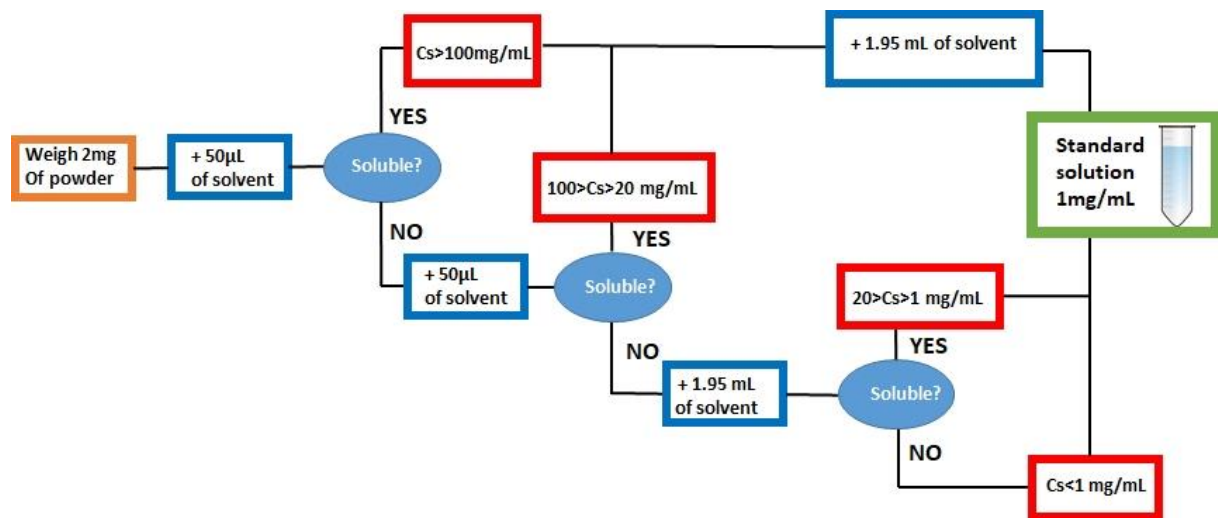 Weigh 2mg
Of powder
+ 50µL
of solvent
Soluble?
YES
Cs>100mg/mL
+ 1.95 mL of solvent
Standard
solution
1mg/mL
NO
+ 50µL
of solvent
Soluble?
YES
100>Cs>20 mg/mL
NO
+ 1.95 mL
of solvent
Soluble?
YES
20>Cs>1 mg/mL
NO
Cs<1 mg/mL